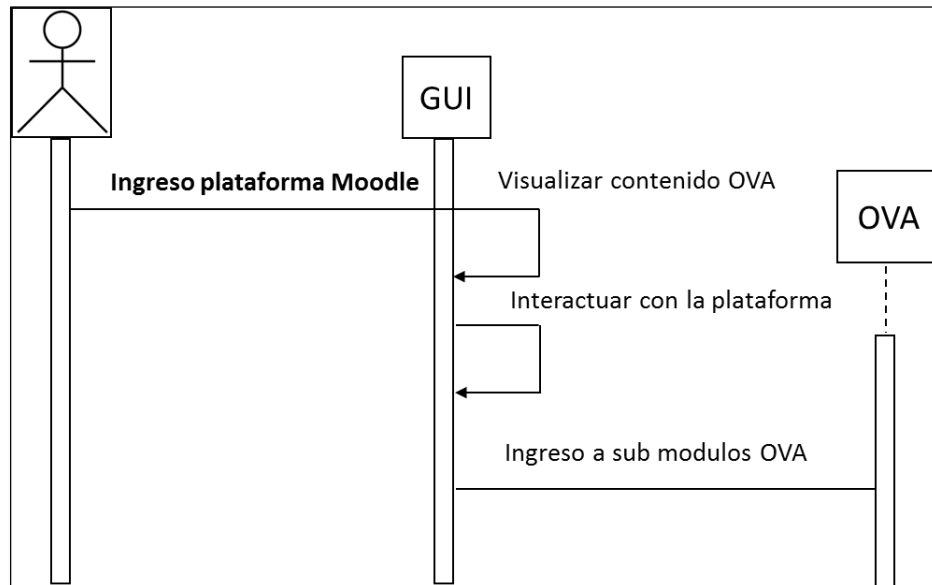 GUI
Ingreso plataforma Moodle
Visualizar contenido OVA
OVA
Interactuar con la plataforma
Ingreso a sub modulos OVA